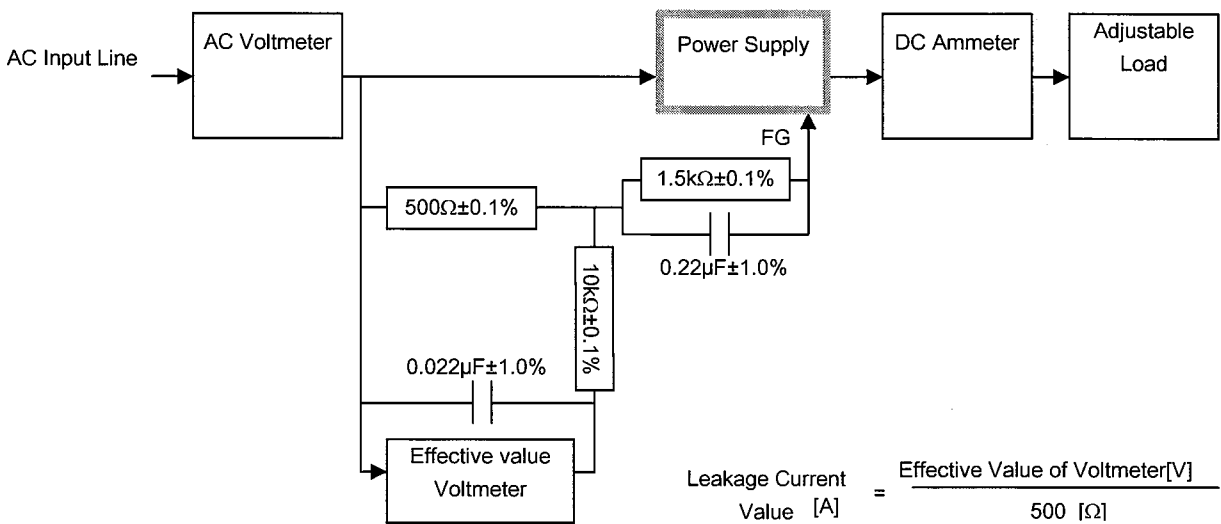 AC Input Line
AC Voltmeter
Power Supply
DC Ammeter
Adjustable
Load
FG
1.5kΩ±0.1%
500Ω±0.1%
0.22μF±1.0%
10kΩ±0.1%
0.022μF±1.0%
Effective value
Voltmeter
Leakage Current
Value [A]
=
Effective Value of Voltmeter[V]
500 [Ω]